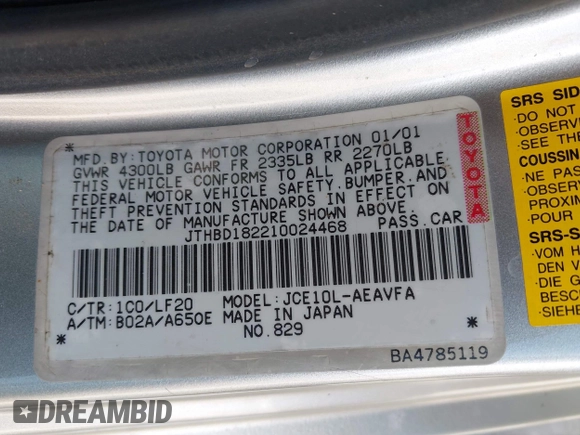 MFD. BY: TOYOTA MOTOR CORPORATION 01/01
GVWR 4300LB GAWR FR 2335LB RR 2270LB
THIS VEHICLE CONFORMS TO ALL APPLICABLE
FEDERAL MOTOR VEHICLE SAFETY, BUMPER, AND
THEFT PREVENTION STANDARDS IN EFFECT ON
THE DATE OF MANUFACTURE SHOWN ABOVE.
JTHBD182210024468 PASS.CAR
TOYOTA
C/TR: 1C0/LF20 MODEL: JCE10L-AEAVFA
A/TM: B02A/A650E MADE IN JAPAN
* NO.829 *
BA4785119
SRS SID
·DO NOT
·OBSERV
·SEE TH
COUSSIN
·NE PAS
·OBSERV
PROXIM
·POUR
SRS-S
·VOM H
DEN V
·DIE G
BESC
·SIEHE
DREAMBID